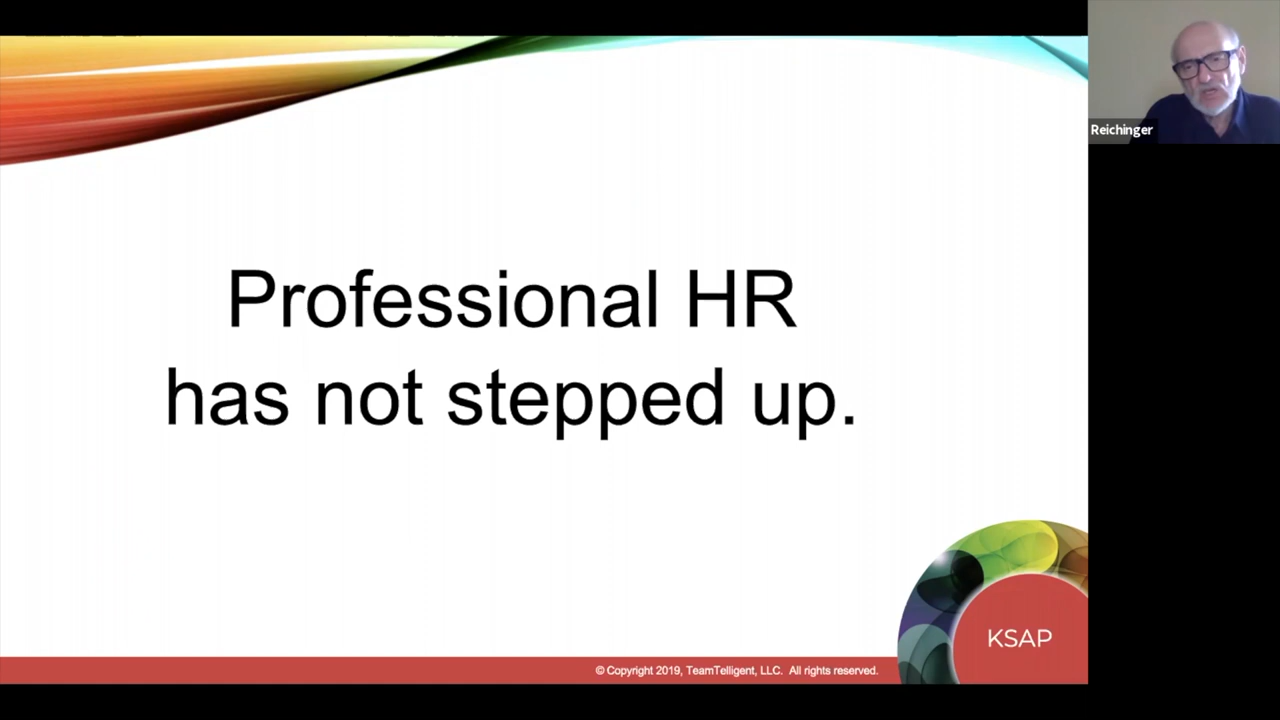 Reichinger
Professional HR
has not stepped up.
KSAP
© Copyright 2019, TeamTelligent, LLC. All rights reserved.